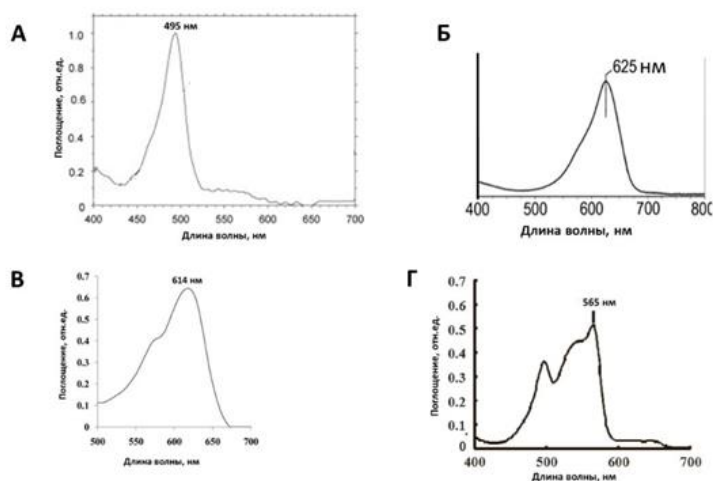 А
495 нм
Поглощение, отн.ед.
1.0
0.8
0.6
0.4
0.2
0
400 450 500 550 600 650 700
Длина волны, нм
Б
625 нм
Поглощение, отн.ед.
400 500 600 700 800
Длина волны, нм
В
614 нм
Поглощение, отн.ед.
0.7
0.6
0.5
0.4
0.3
0.2
0.1
0
500 550 600 650 700
Длина волны, нм
Г
565 нм
Поглощение, отн.ед.
0.7
0.6
0.5
0.4
0.3
0.2
0.1
0
400 500 600 700
Длина волны, нм